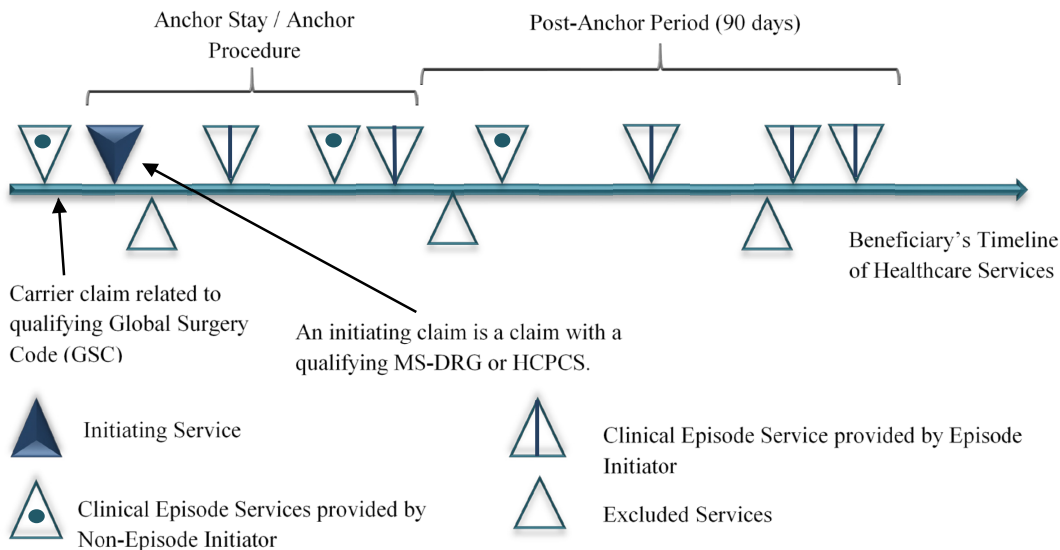 Anchor Stay / Anchor
Procedure
Post-Anchor Period (90 days)
Beneficiary's Timeline
of Healthcare Services
Carrier claim related to
qualifying Global Surgery
Code (GSC)
An initiating claim is a claim with a
qualifying MS-DRG or HCPCS.
Initiating Service
Clinical Episode Service provided by Episode
Initiator
Clinical Episode Services provided by
Non-Episode Initiator
Excluded Services